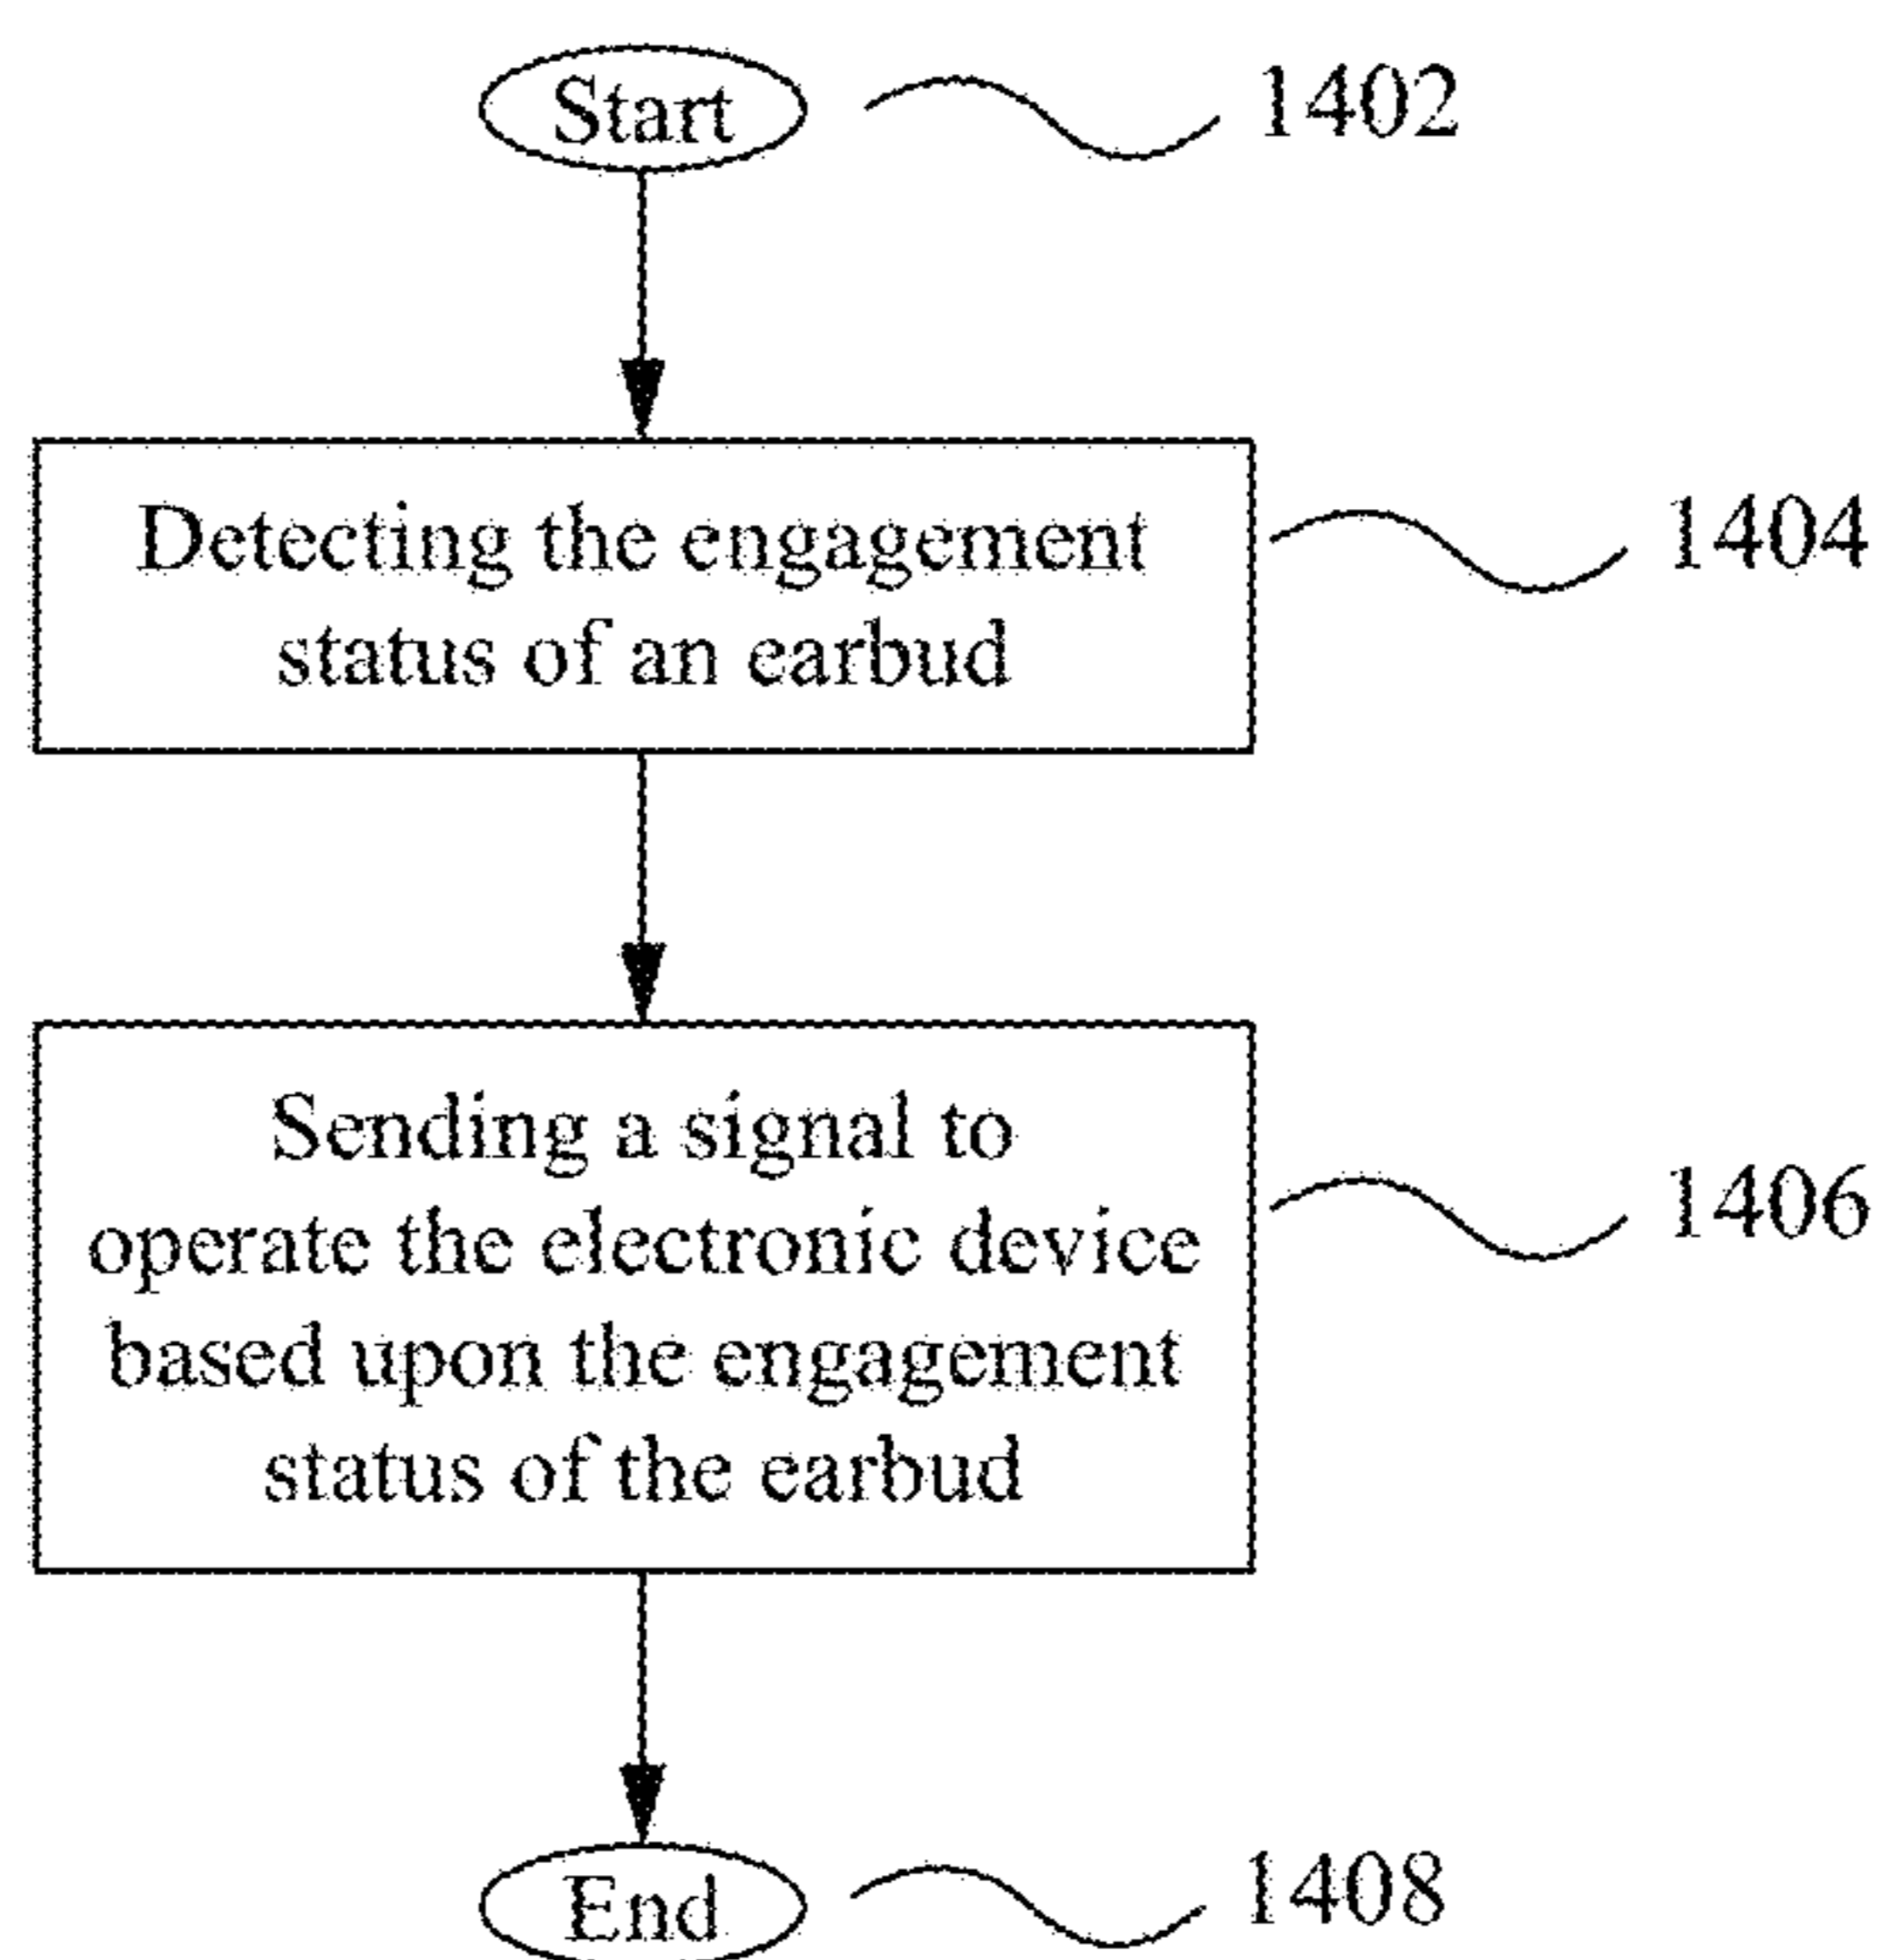 Start
1402
Detecting the engagement
status of an earbud
1404
Sending a signal to
operate the electronic device
based upon the engagement
status of the earbud
1406
End
1408